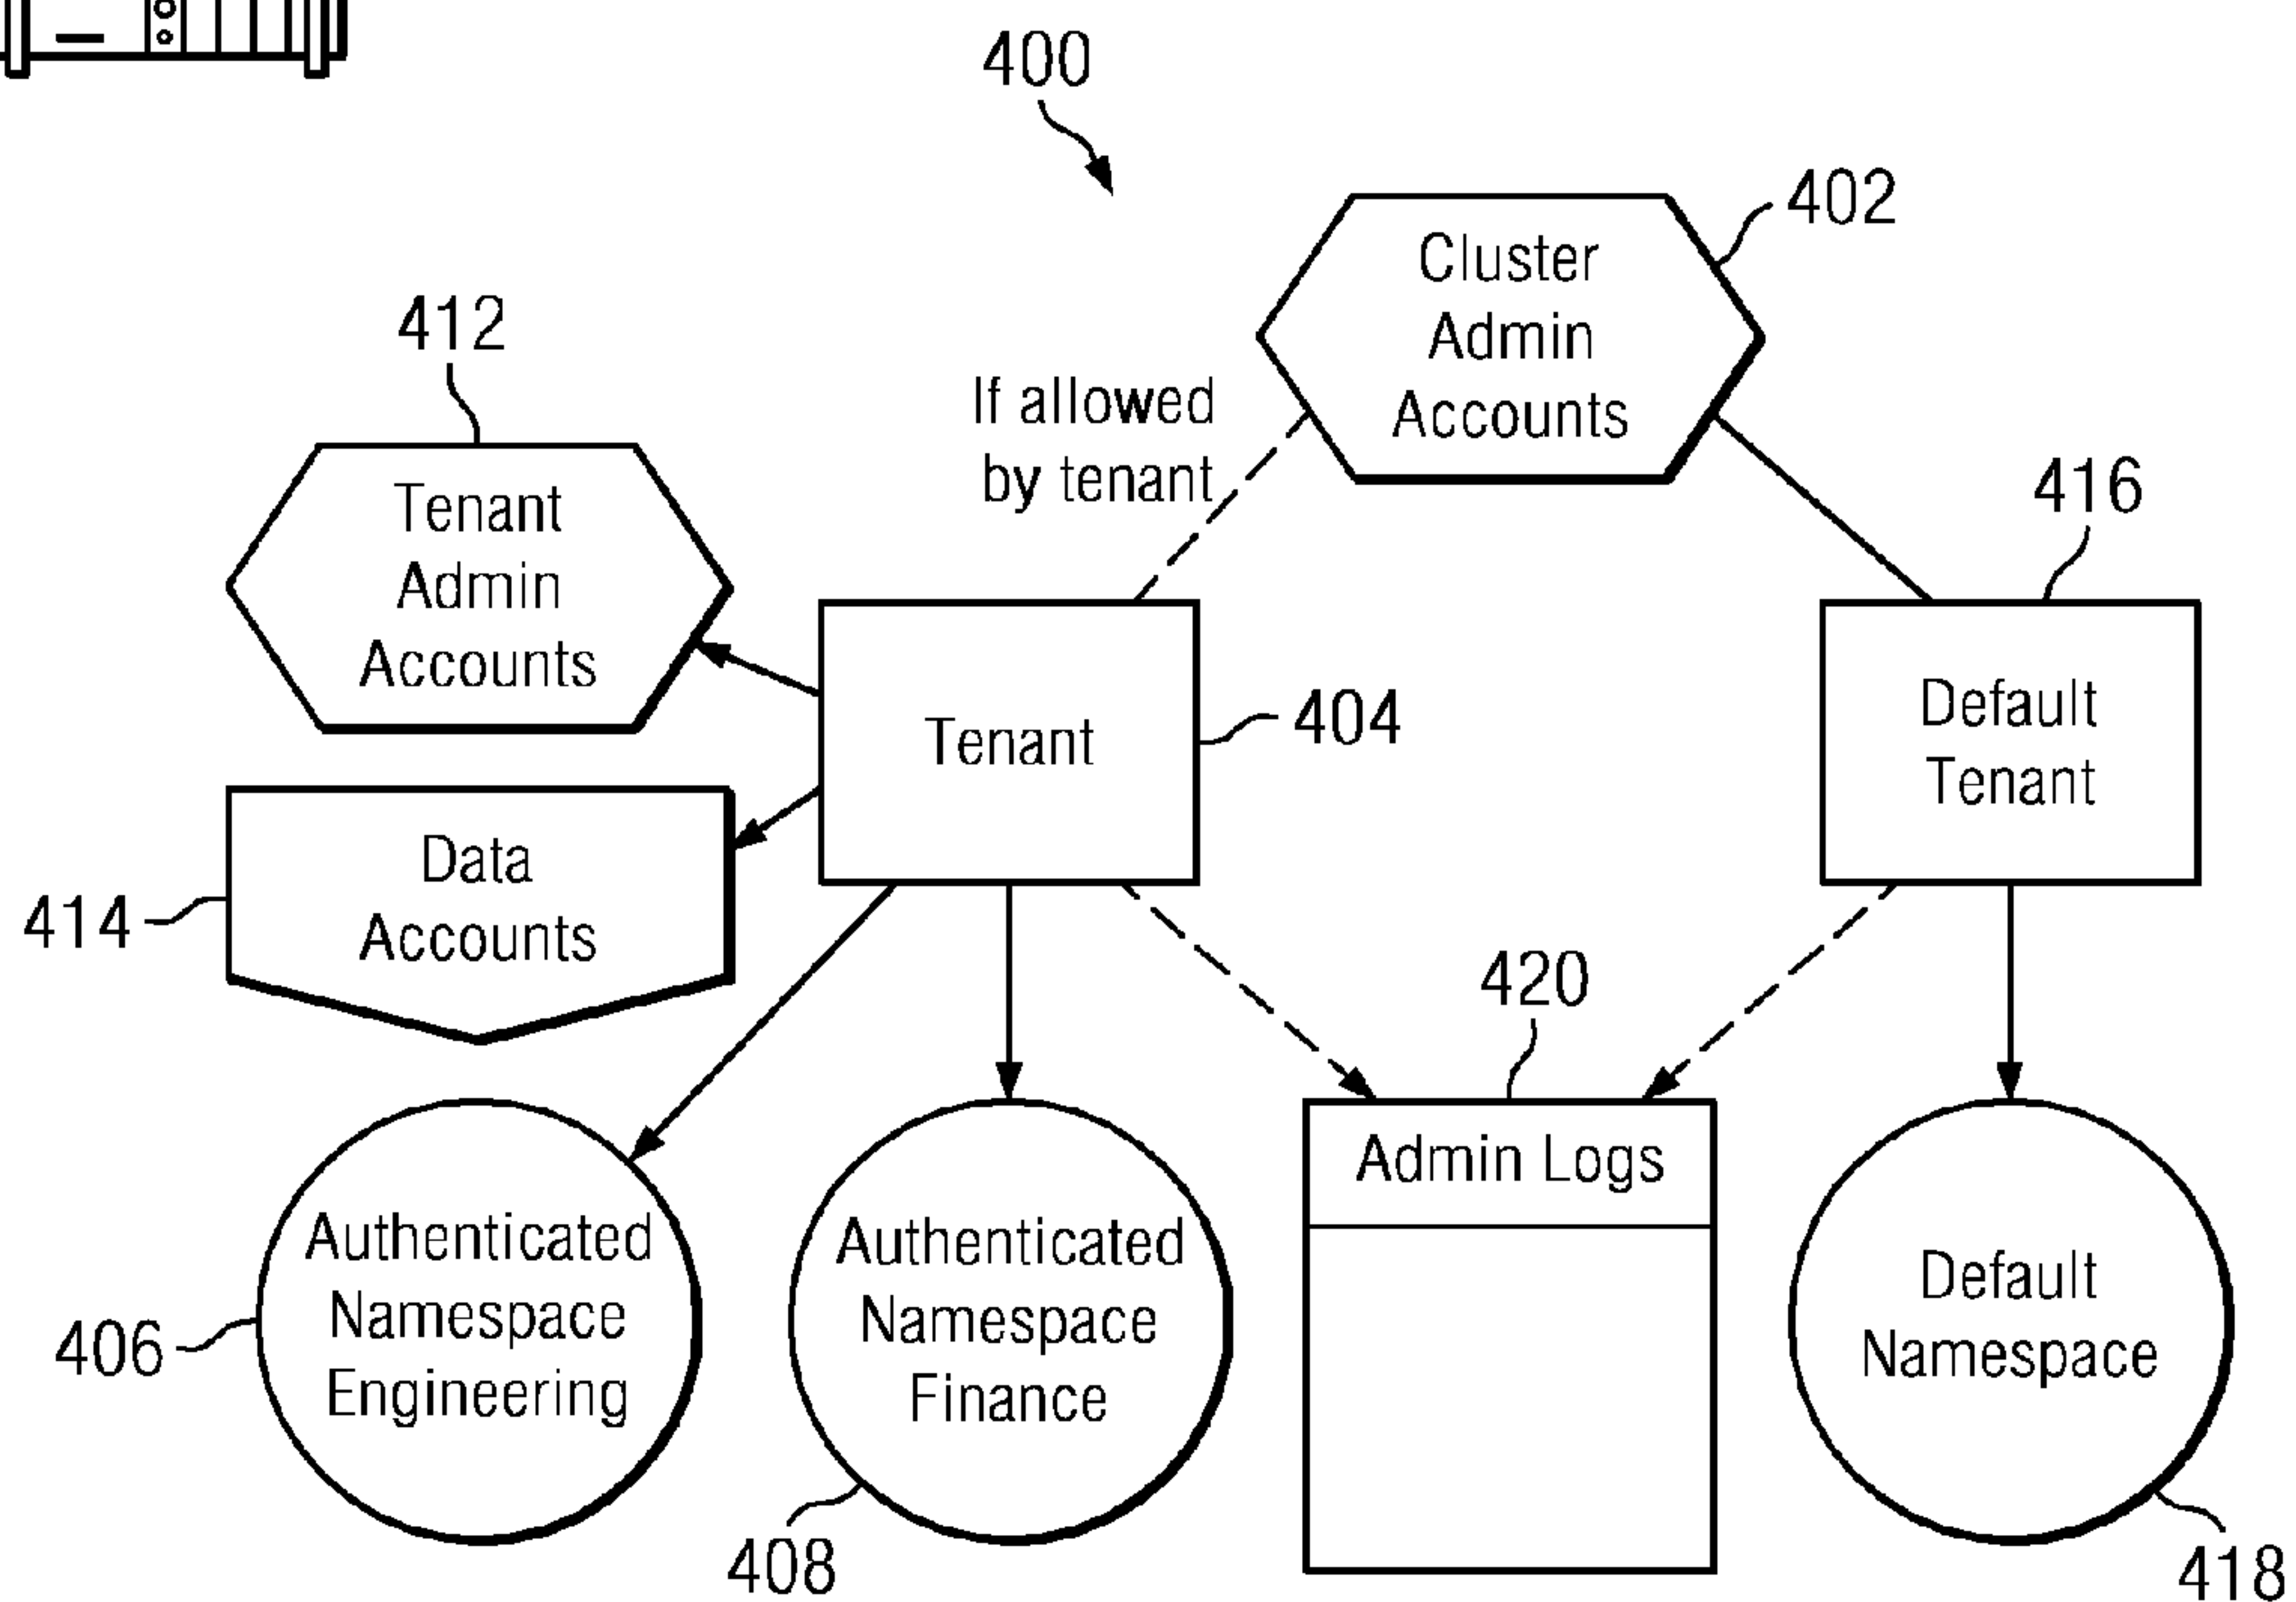 400
402
Cluster
Admin
Accounts
412
If allowed
by tenant
416
Tenant
Admin
Accounts
404
Tenant
Default
Tenant
Data
Accounts
414
420
Admin Logs
Authenticated
Namespace
Engineering
406
Authenticated
Namespace
Finance
408
Default
Namespace
418